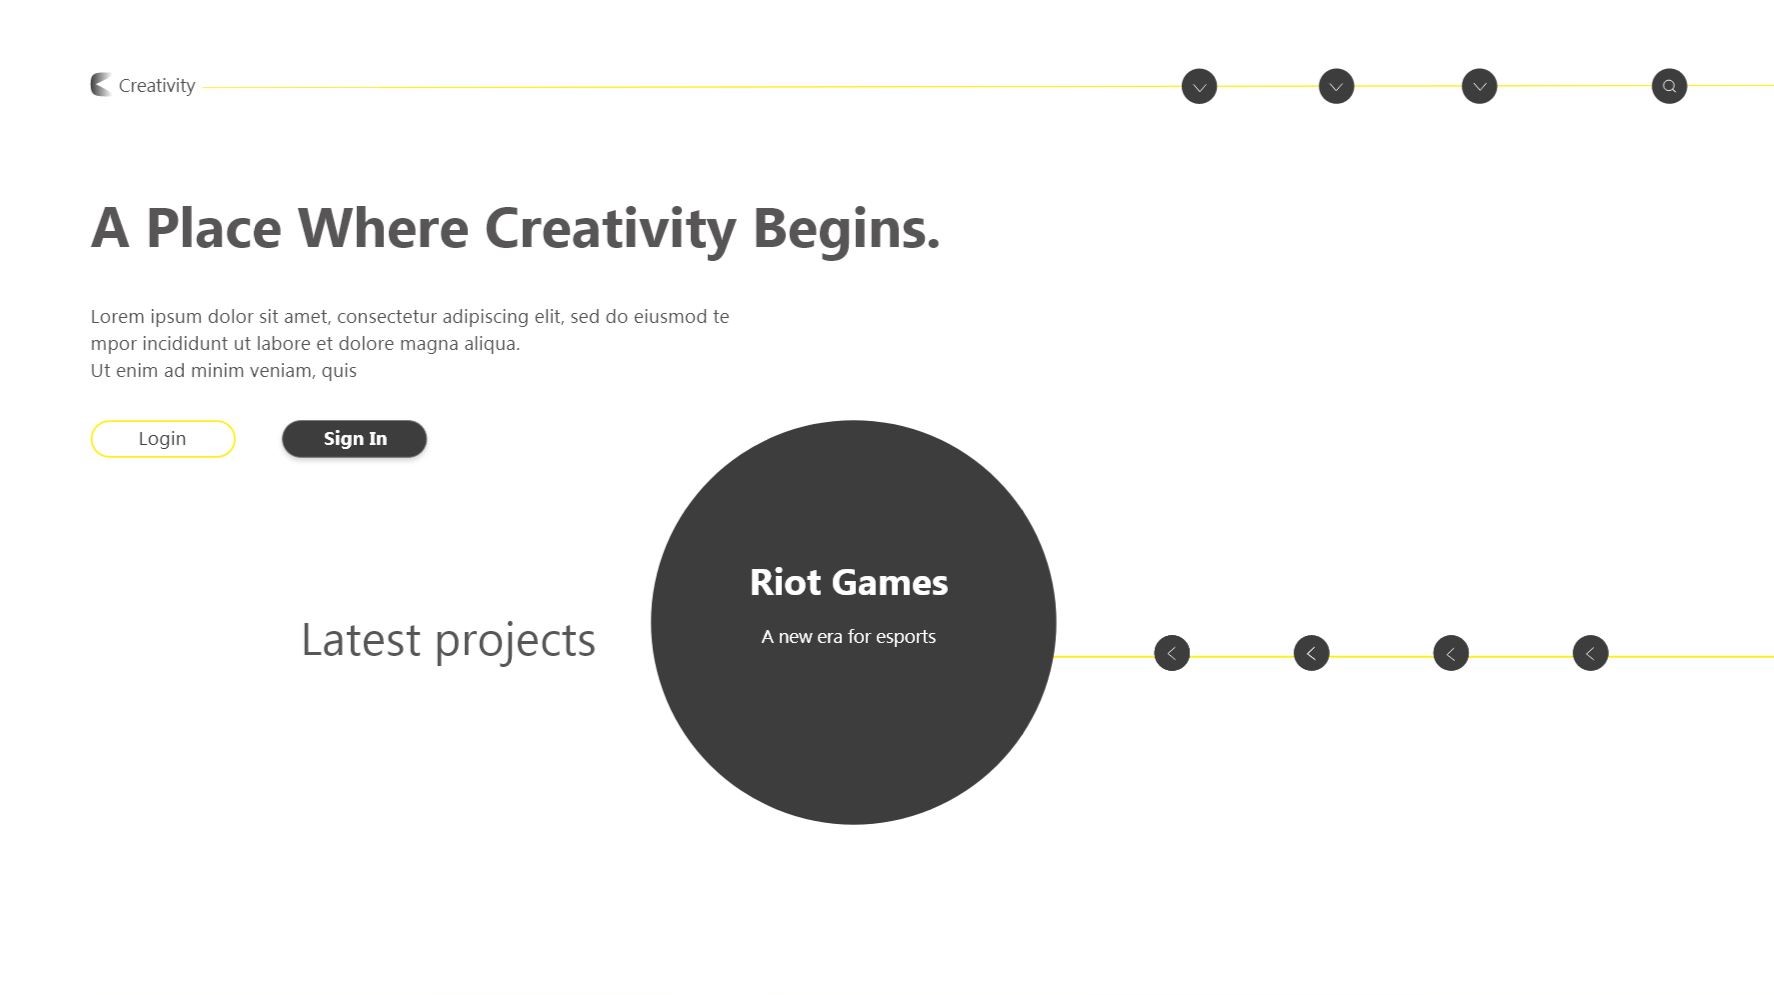 Creativity
A Place Where Creativity Begins.
Lorem ipsum dolor sit amet, consectetur adipiscing elit, sed do eiusmod te
mpor incididunt ut labore et dolore magna aliqua.
Ut enim ad minim veniam, quis
Login
Sign In
Riot Games
A new era for esports
Latest projects